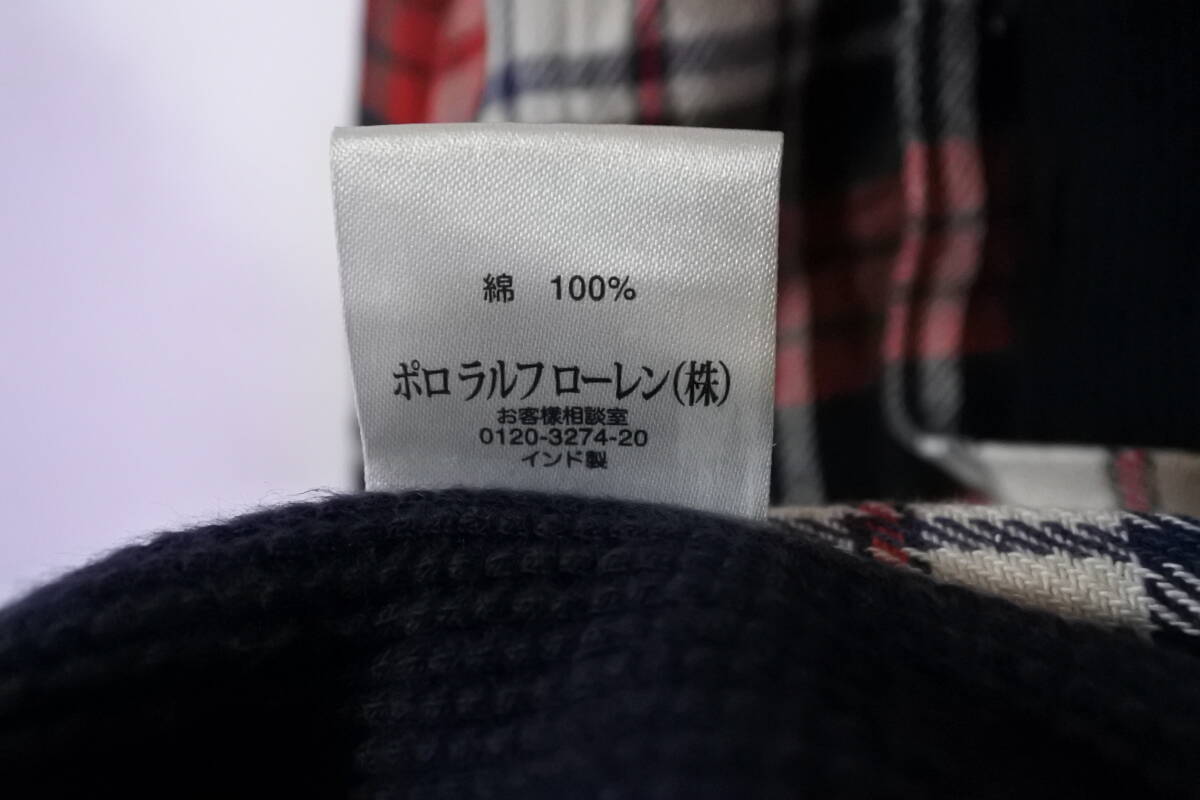 綿 100%
ポロ ラルフ ローレン(株)
お客様相談室
0120-3274-20
インド製